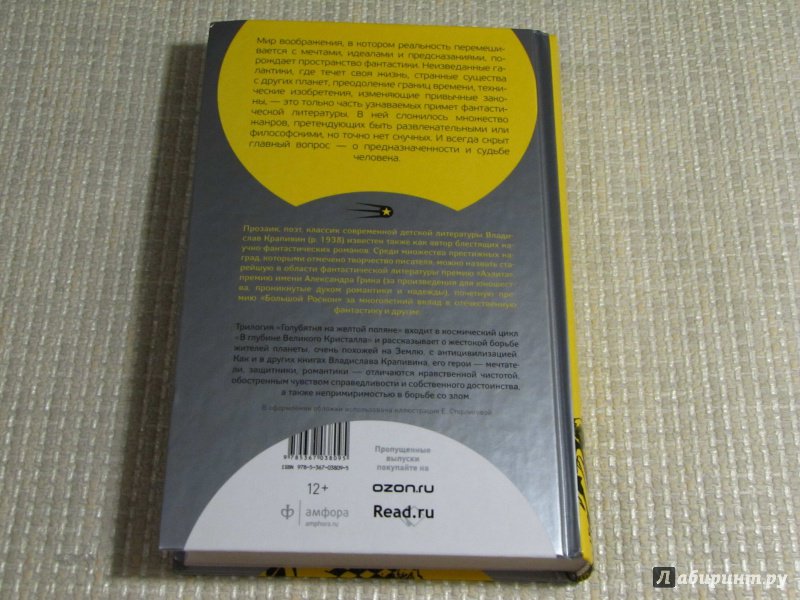 Мир воображения, в котором реальность перемеши-
вается с мечтами, идеалами и предсказаниями, по-
рождает пространство фантастики. Неизведанные га-
лактики, где течет своя жизнь, странные существа
с других планет, преодоление границ времени, техни-
ческие изобретения, изменяющие привычные зако-
ны, — это только часть узнаваемых примет фантасти-
ческой литературы. В ней сложилось множество
жанров, претендующих быть развлекательными или
философскими, но точно нет скучных. И всегда скрыт
главный вопрос — о предназначенности и судьбе
человека.
Прозаик, поэт, классик современной детской литературы Влади-
слав Крапивин (р. 1938) известен также как автор блестящих на-
учно-фантастических романов. Среди множества престижных на-
град, которыми отмечено творчество писателя, можно назвать ста-
рейшую в области фантастической литературы премию «Аэлита»,
премию имени Александра Грина (за произведения для юношест-
ва, проникнутые духом романтики и надежды), почетную пре-
мию «Большой Роскон» за многолетний вклад в отечественную
фантастику и другие.
Трилогия «Голубятня на желтой поляне» входит в космический цикл
«В глубине Великого Кристалла» и рассказывает о жестокой борьбе
жителей планеты, очень похожей на Землю, с антицивилизацией.
Как и в других книгах Владислава Крапивина, его герои — мечтате-
ли, защитники, романтики — отличаются нравственной чистотой,
обостренным чувством справедливости и собственного достоинства,
а также непримиримостью в борьбе со злом.
В оформлении обложки использована иллюстрация Е. Стерлиговой
9 785367 038095
ISBN 978-5-367-03809-5
Пропущенные
выпуски
покупайте на
12+
ozon.ru
ф амфора
amphora.ru
Read.ru
Лабиринт.ру